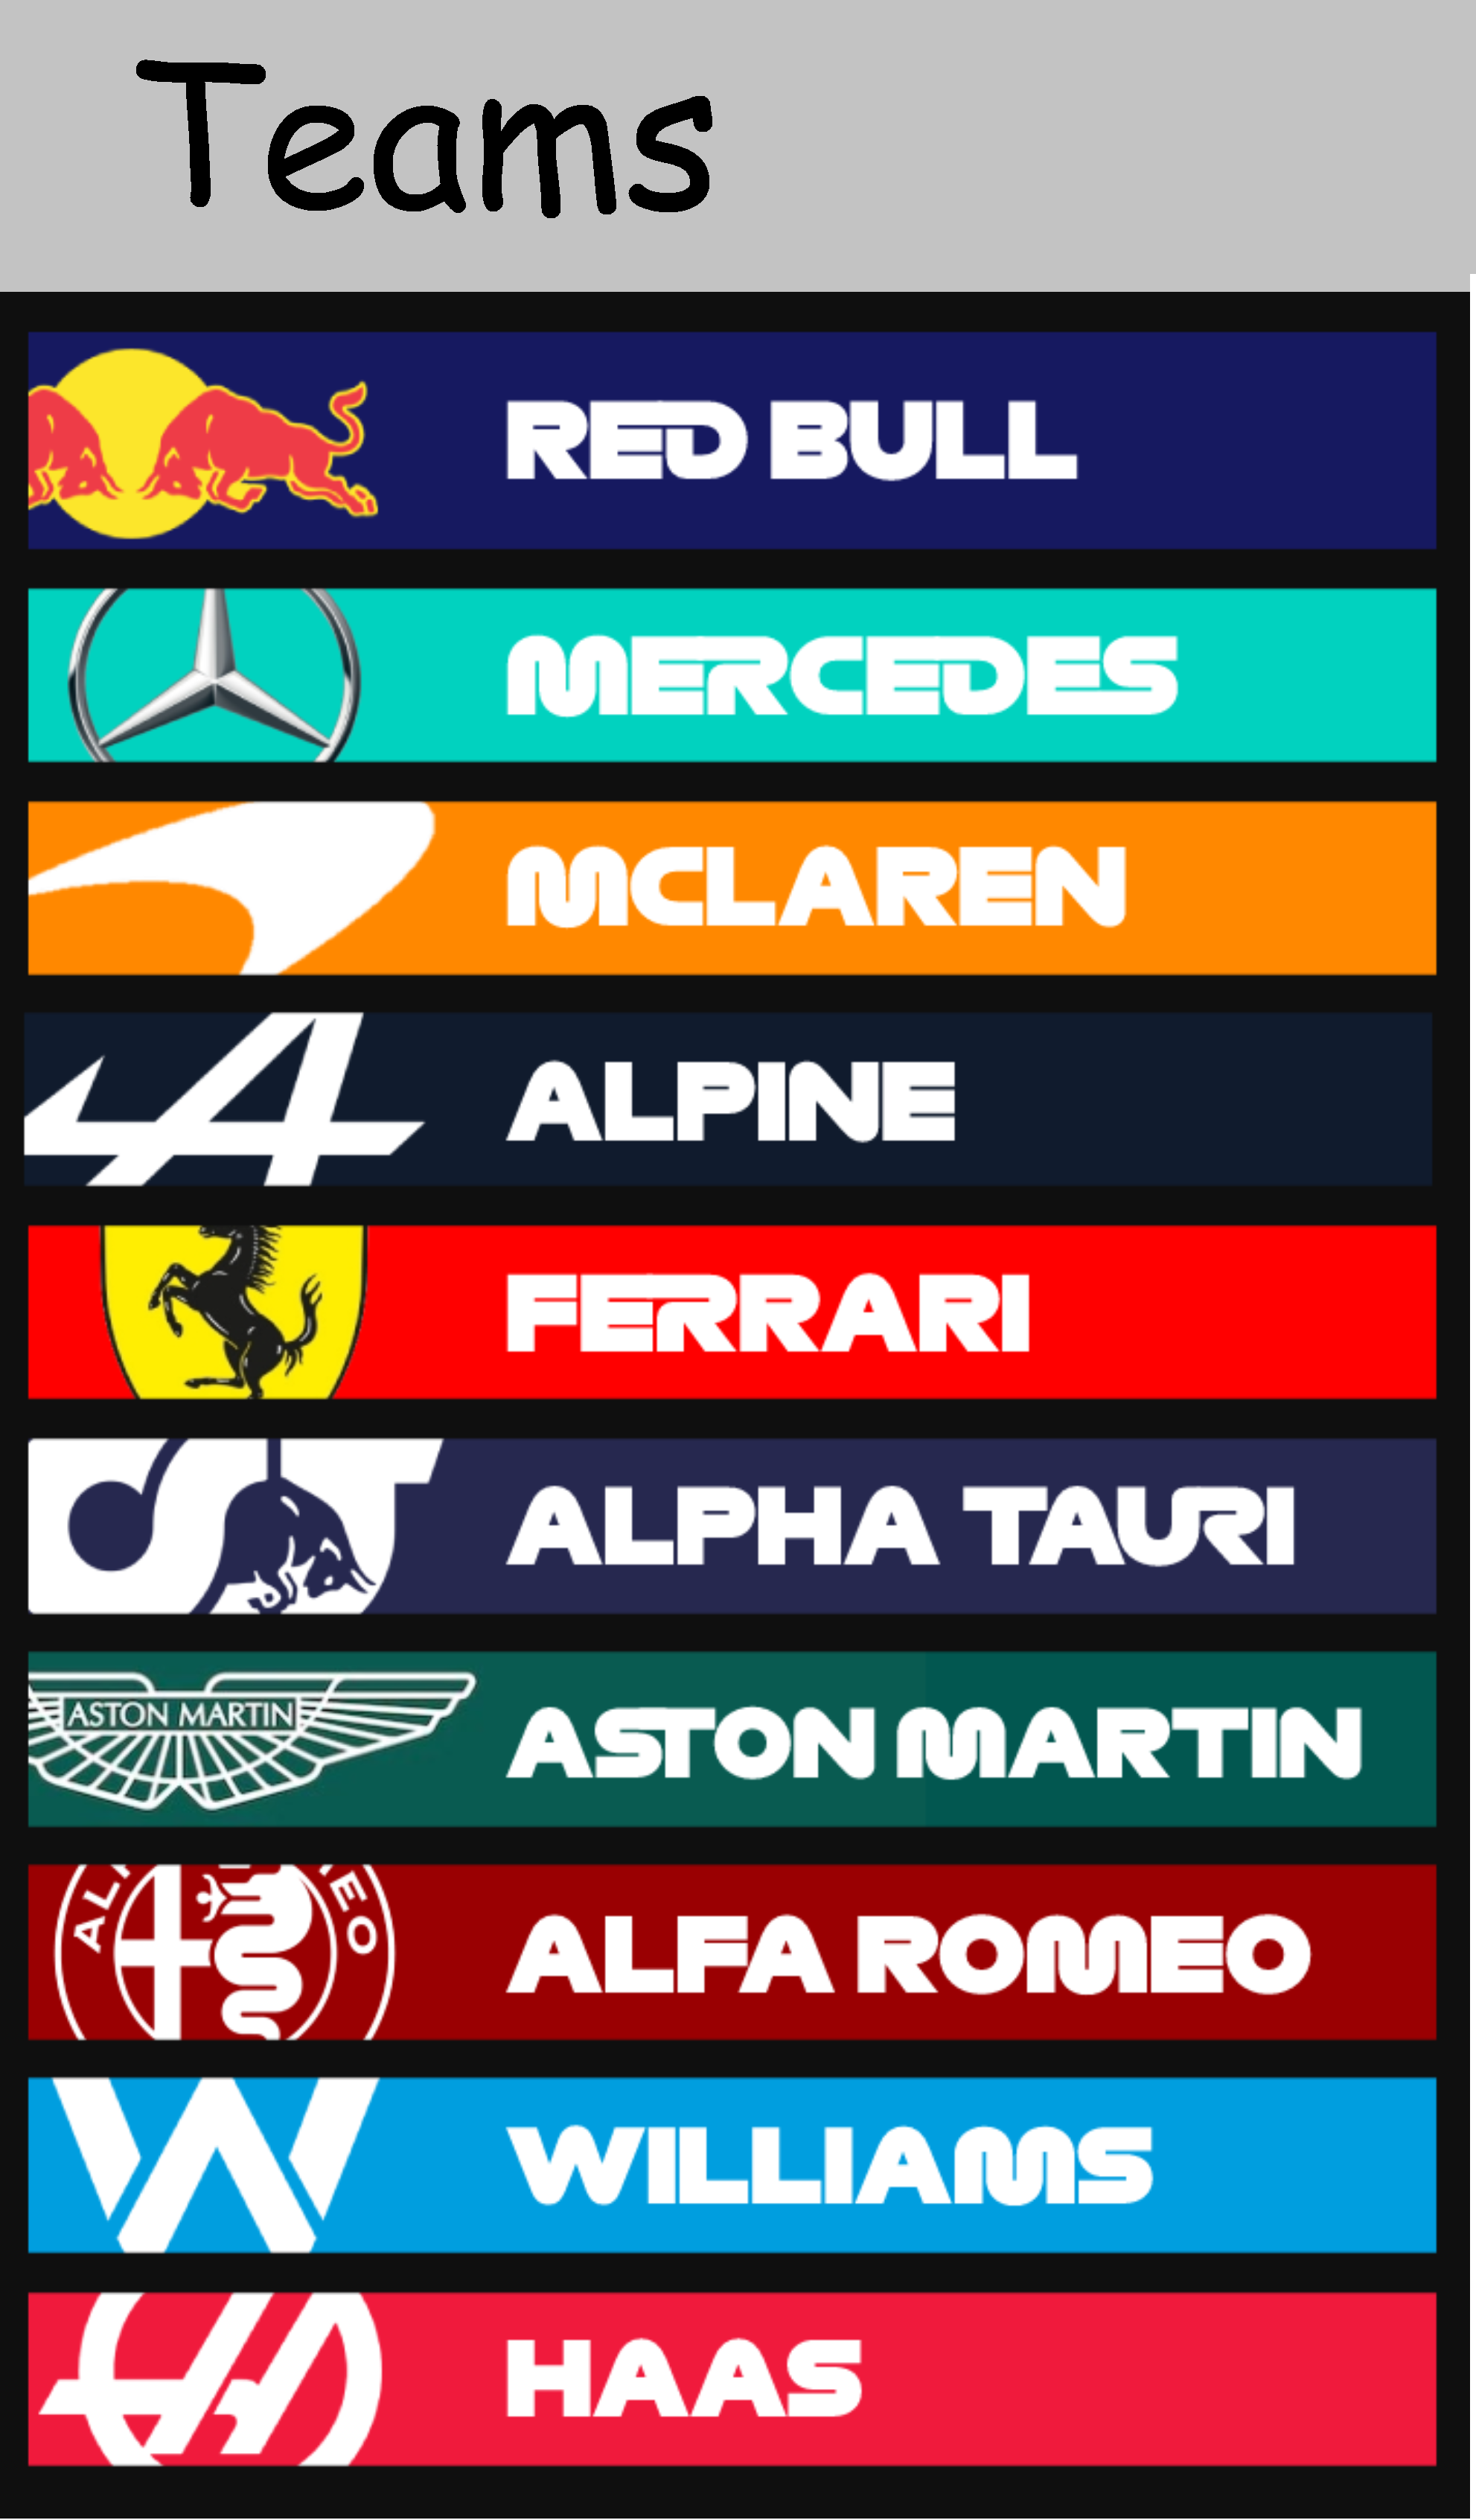 Teams
RED BULL
MERCEDES
MCLAREN
ALPINE
FERRARI
ALPHA TAURI
ASTON MARTIN ASTON MARTIN
ALFA ROMEO
WILLIAMS
HAAS